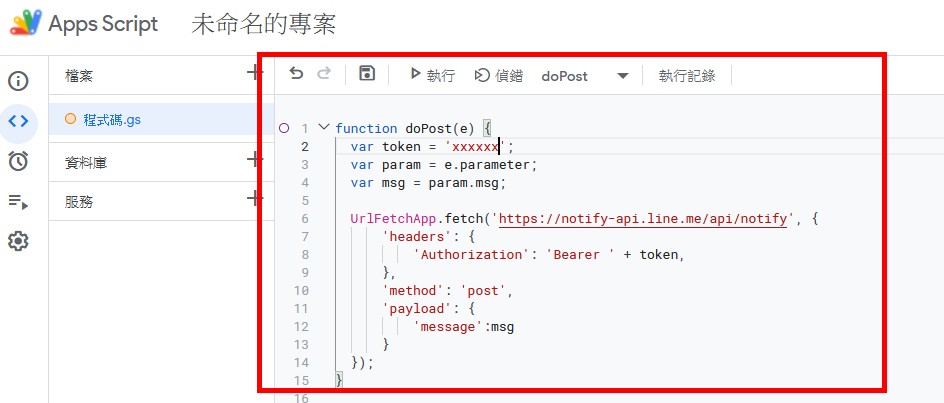 Apps Script 未命名的專案
檔案
程式碼.gs
資料庫
服務
執行 偵錯 doPost 執行記錄
1 function doPost(e) {
2 var token = 'xxxxxx';
3 var param = e.parameter;
4 var msg = param.msg;
5
6 UrlFetchApp.fetch('https://notify-api.line.me/api/notify', {
7 'headers': {
8 'Authorization': 'Bearer ' + token,
9 },
10 'method': 'post',
11 'payload': {
12 'message':msg
13 }
14 });
15 }
16